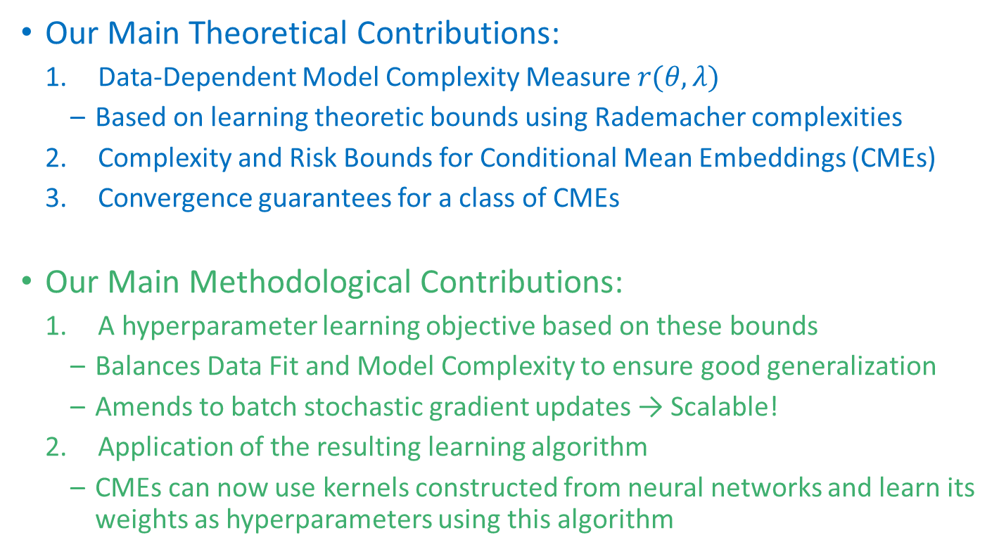 • Our Main Theoretical Contributions:
1. Data-Dependent Model Complexity Measure 𝑟(𝜃, 𝜆)
– Based on learning theoretic bounds using Rademacher complexities
2. Complexity and Risk Bounds for Conditional Mean Embeddings (CMEs)
3. Convergence guarantees for a class of CMEs
• Our Main Methodological Contributions:
1. A hyperparameter learning objective based on these bounds
– Balances Data Fit and Model Complexity to ensure good generalization
– Amends to batch stochastic gradient updates → Scalable!
2. Application of the resulting learning algorithm
– CMEs can now use kernels constructed from neural networks and learn its
weights as hyperparameters using this algorithm